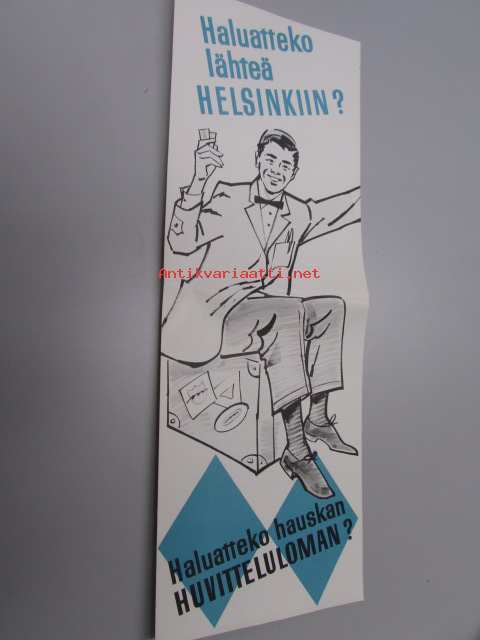 Haluatteko
lähteä
HELSINKIIN?
Antikvariaatti.net
Haluatteko hauskan
HUVITTELULOMAN?